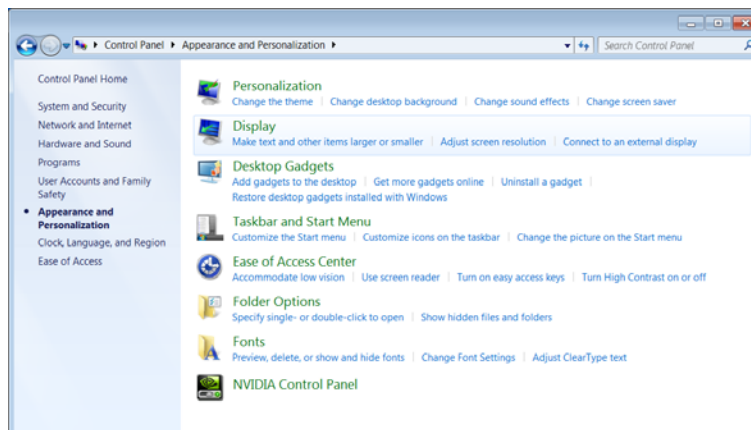 Control Panel ▸ Appearance and Personalization ▸
Search Control Panel
Control Panel Home
System and Security
Network and Internet
Hardware and Sound
Programs
User Accounts and Family
Safety
Appearance and
Personalization
Clock, Language, and Region
Ease of Access
Personalization
Change the theme | Change desktop background | Change sound effects | Change screen saver
Display
Make text and other items larger or smaller | Adjust screen resolution | Connect to an external display
Desktop Gadgets
Add gadgets to the desktop | Get more gadgets online | Uninstall a gadget |
Restore desktop gadgets installed with Windows
Taskbar and Start Menu
Customize the Start menu | Customize icons on the taskbar | Change the picture on the Start menu
Ease of Access Center
Accommodate low vision | Use screen reader | Turn on easy access keys | Turn High Contrast on or off
Folder Options
Specify single- or double-click to open | Show hidden files and folders
Fonts
Preview, delete, or show and hide fonts | Change Font Settings | Adjust ClearType text
NVIDIA Control Panel